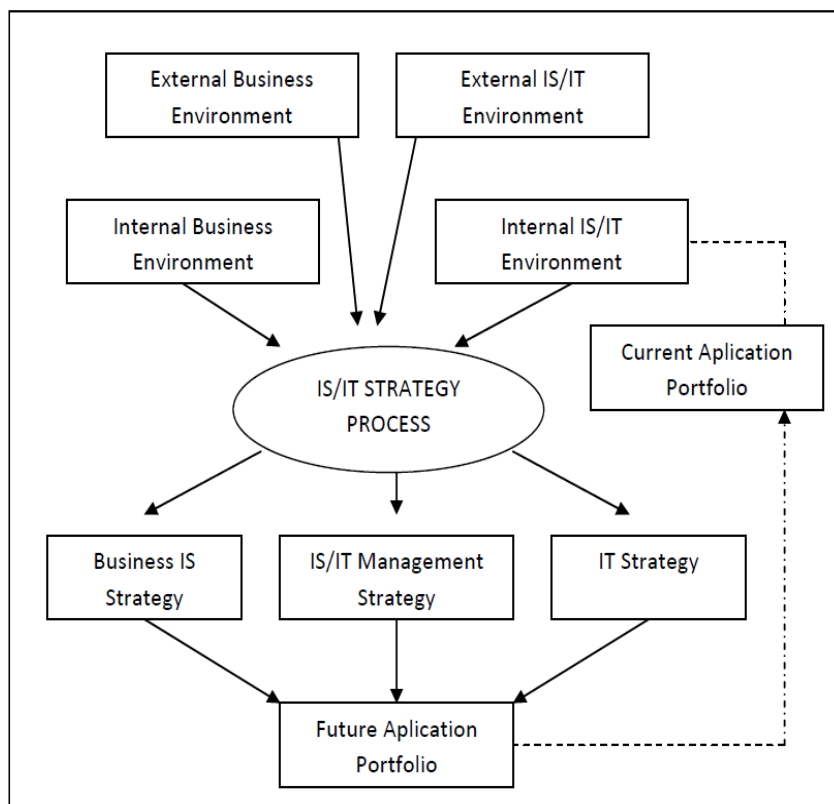 External Business
Environment
External IS/IT
Environment
Internal Business
Environment
Internal IS/IT
Environment
Current Aplication
Portfolio
IS/IT STRATEGY
PROCESS
Business IS
Strategy
IS/IT Management
Strategy
IT Strategy
Future Aplication
Portfolio